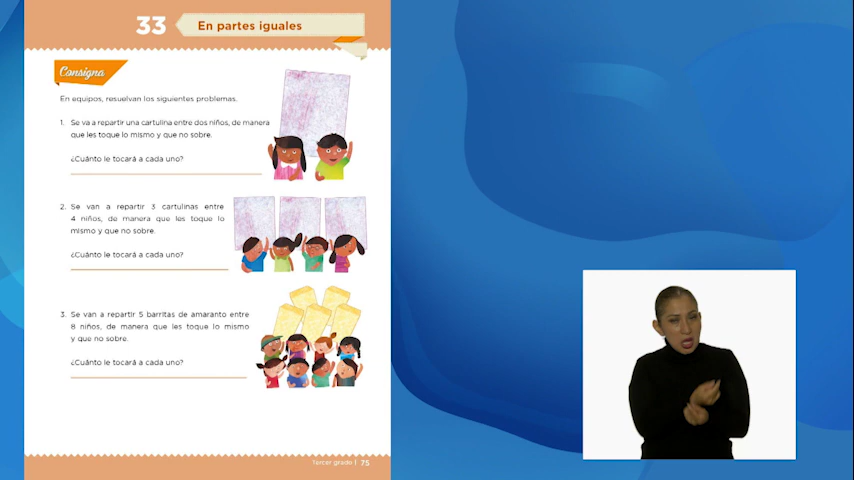 33
En partes iguales
Consigna
En equipos, resuelvan los siguientes problemas.
1. Se va a repartir una cartulina entre dos niños, de manera
que les toque lo mismo y que no sobre.
¿Cuánto le tocará a cada uno?
2. Se van a repartir 3 cartulinas entre
4 niños, de manera que les toque lo
mismo y que no sobre.
¿Cuánto le tocará a cada uno?
3. Se van a repartir 5 barritas de amaranto entre
8 niños, de manera que les toque lo mismo
y que no sobre.
¿Cuánto le tocará a cada uno?
Tercer grado | 75